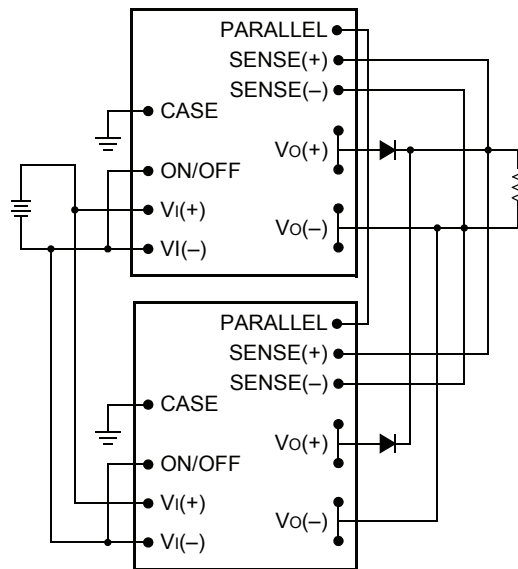 PARALLEL
SENSE(+)
SENSE(–)
CASE
VO(+)
ON/OFF
VI(+)
VO(–)
VI(–)
PARALLEL
SENSE(+)
SENSE(–)
CASE
VO(+)
ON/OFF
VI(+)
VO(–)
VI(–)